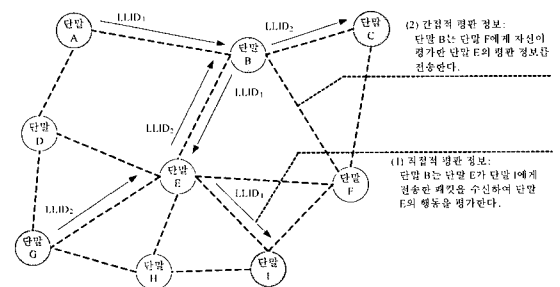 단말
A
LLID1
단말
B
LLID2
단말
C
(2) 간접적 평판 정보:
단말 B는 단말 F에게 자신이
평가한 단말 E의 평판 정보를
전송한다.
LLID2
LLID1
단말
D
단말
E
단말
F
LLID2
LLID1
(1) 직접적 평판 정보:
단말 B는 단말 E가 단말 I에게
전송한 패킷을 수신하여 단말
E의 행동을 평가한다.
단말
G
단말
H
단말
I